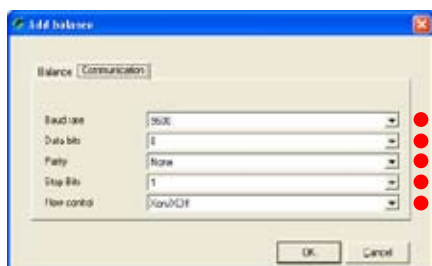 Add balance
Balance Communication
Baud rate 9600
Data bits 8
Parity None
Stop Bits 1
Flow control Xon/Xoff
OK Cancel